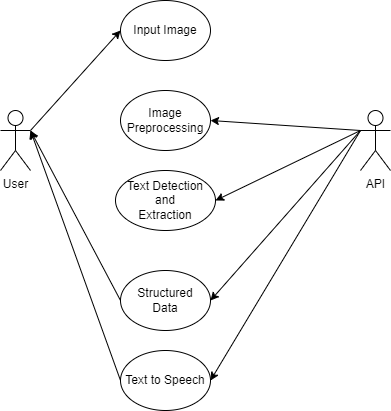 Input Image
Image
Preprocessing
User
API
Text Detection
and
Extraction
Structured
Data
Text to Speech